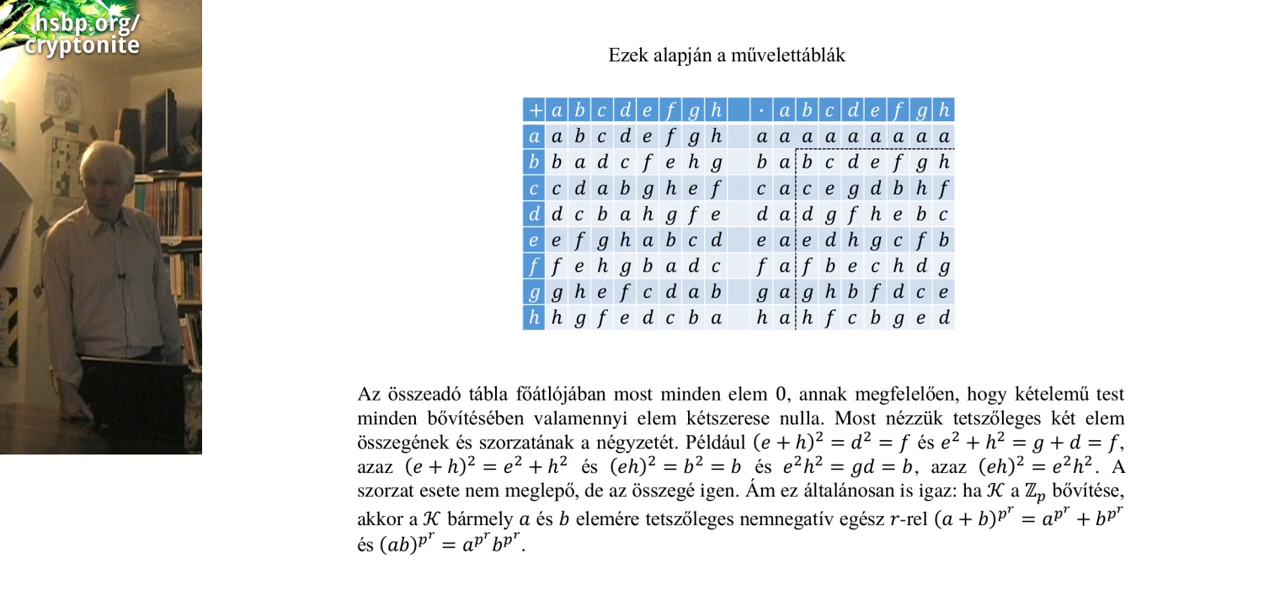 hsbp.org/
cryptonite
Ezek alapján a művelettáblák
+ a b c d e f g h · a b c d e f g h
a a b c d e f g h a a a a a a a a a
b b a d c f e h g b a b c d e f g h
c c d a b g h e f c a c e g d b h f
d d c b a h g f e d a d g f h e b c
e e f g h a b c d e a e d h g c f b
f f e h g b a d c f a f b e c h d g
g g h e f c d a b g a g h b f d c e
h h g f e d c b a h a h f c b g e d
Az összeadó tábla főátlójában most minden elem 0, annak megfelelően, hogy kételemű test
minden bővítésében valamennyi elem kétszerese nulla. Most nézzük tetszőleges két elem
összegének és szorzatának a négyzetét. Például (e + h)² = d² = f és e² + h² = g + d = f,
azaz (e + h)² = e² + h² és (eh)² = b² = b és e²h² = gd = b, azaz (eh)² = e²h². A
szorzat esete nem meglepő, de az összegé igen. Ám ez általánosan is igaz: ha 𝒦 a ℤₚ bővítése,
akkor a 𝒦 bármely a és b elemére tetszőleges nemnegatív egész r-rel (a + b)^{p^r} = a^{p^r} + b^{p^r}
és (ab)^{p^r} = a^{p^r} b^{p^r}.